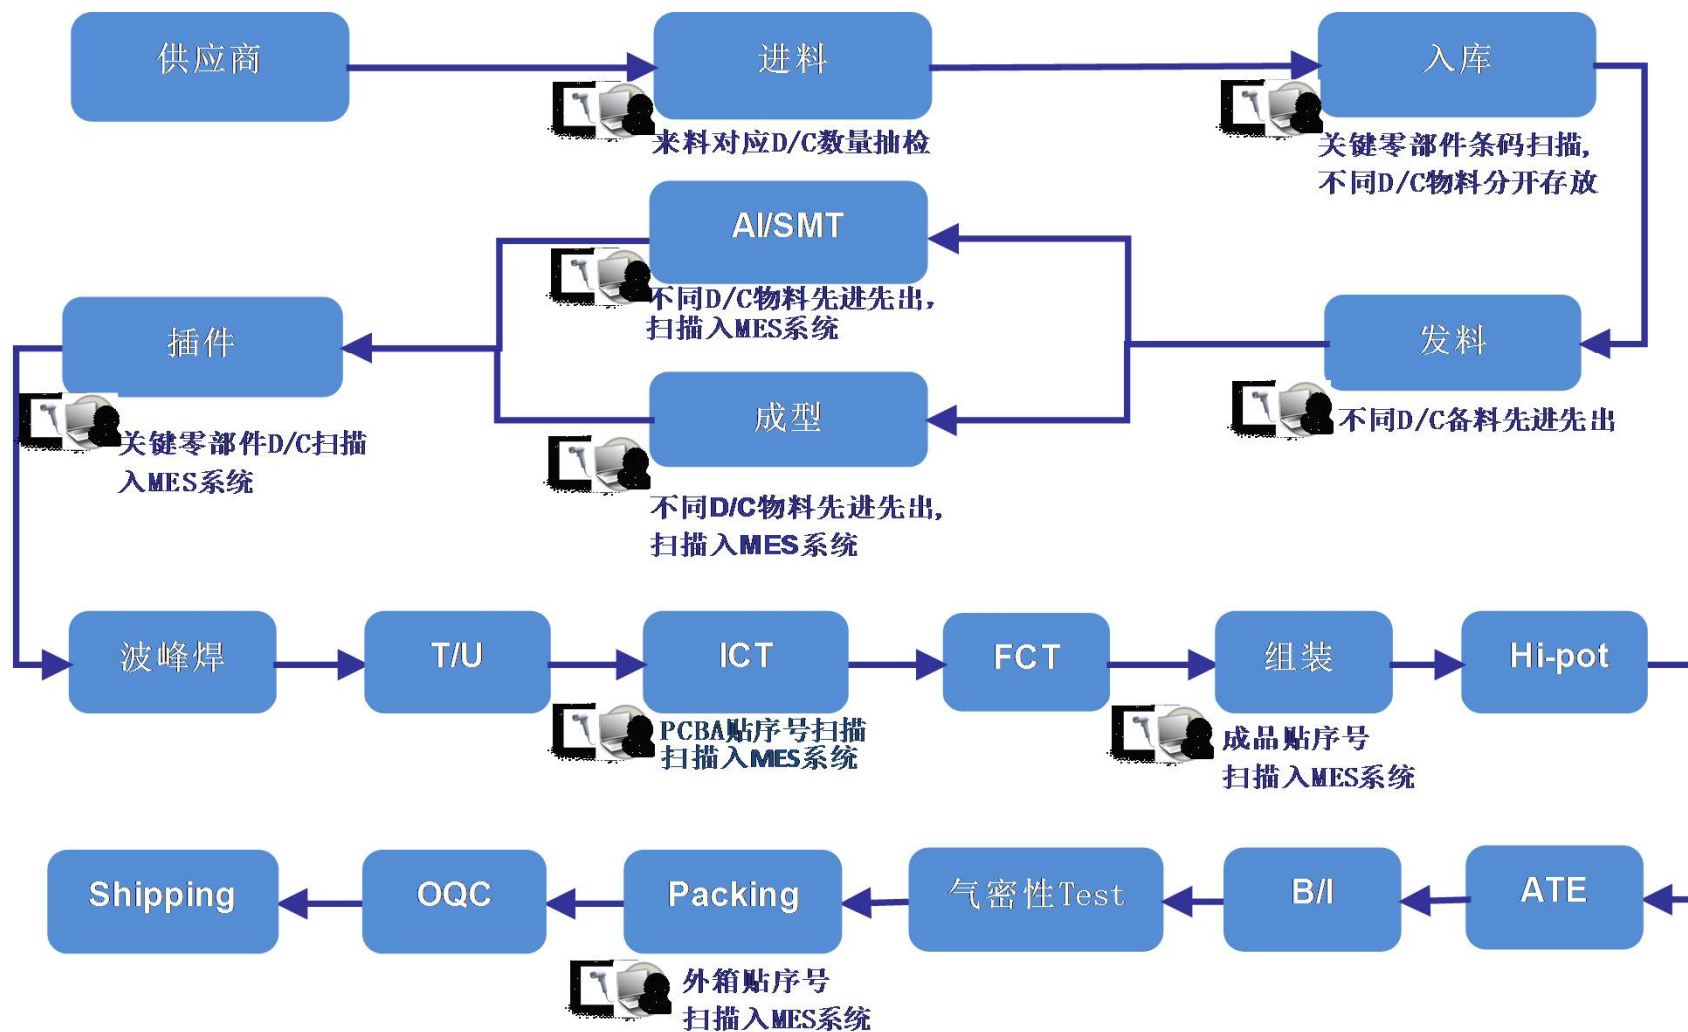 供应商
进料
入库
来料对应D/C数量抽检
关键零部件条码扫描,
不同D/C物料分开存放
AI/SMT
不同D/C物料先进先出,
扫描入MES系统
插件
发料
成型
关键零部件D/C扫描
入MES系统
不同D/C备料先进先出
不同D/C物料先进先出,
扫描入MES系统
波峰焊
T/U
ICT
FCT
组装
Hi-pot
PCBA贴序号扫描
扫描入MES系统
成品贴序号
扫描入MES系统
Shipping
OQC
Packing
气密性Test
B/I
ATE
外箱贴序号
扫描入MES系统